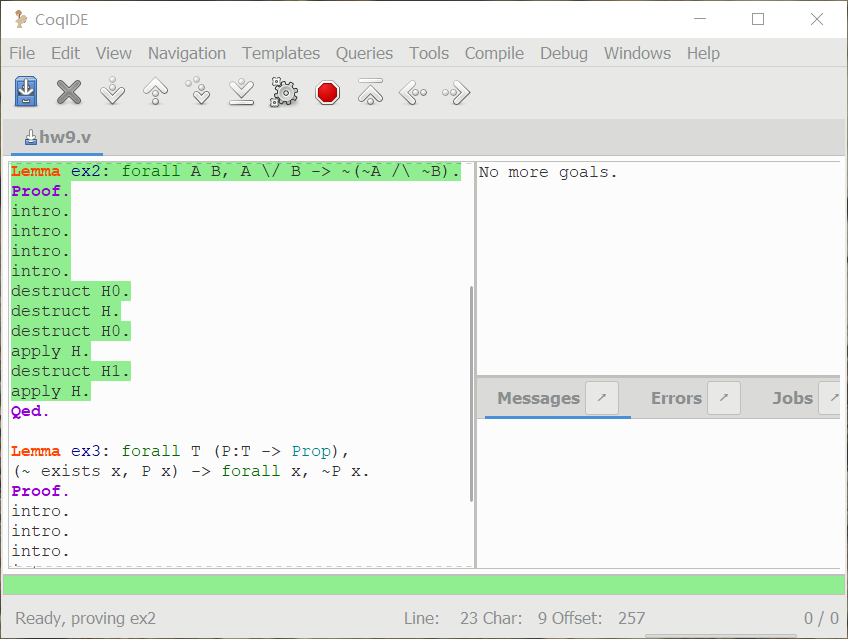 CoqIDE
File Edit View Navigation Templates Queries Tools Compile Debug Windows Help
hw9.v
Lemma ex2: forall A B, A \/ B -> ~(~A /\ ~B).
Proof.
intro.
intro.
intro.
intro.
destruct H0.
destruct H.
destruct H0.
apply H.
destruct H1.
apply H.
Qed.
Lemma ex3: forall T (P:T -> Prop),
(~ exists x, P x) -> forall x, ~P x.
Proof.
intro.
intro.
intro.
No more goals.
Messages Errors Jobs
Ready, proving ex2 Line: 23 Char: 9 Offset: 257 0 / 0